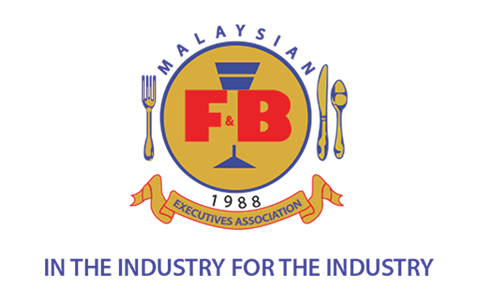 MALAYSIAN
F&B
1988
EXECUTIVES ASSOCIATION
IN THE INDUSTRY FOR THE INDUSTRY